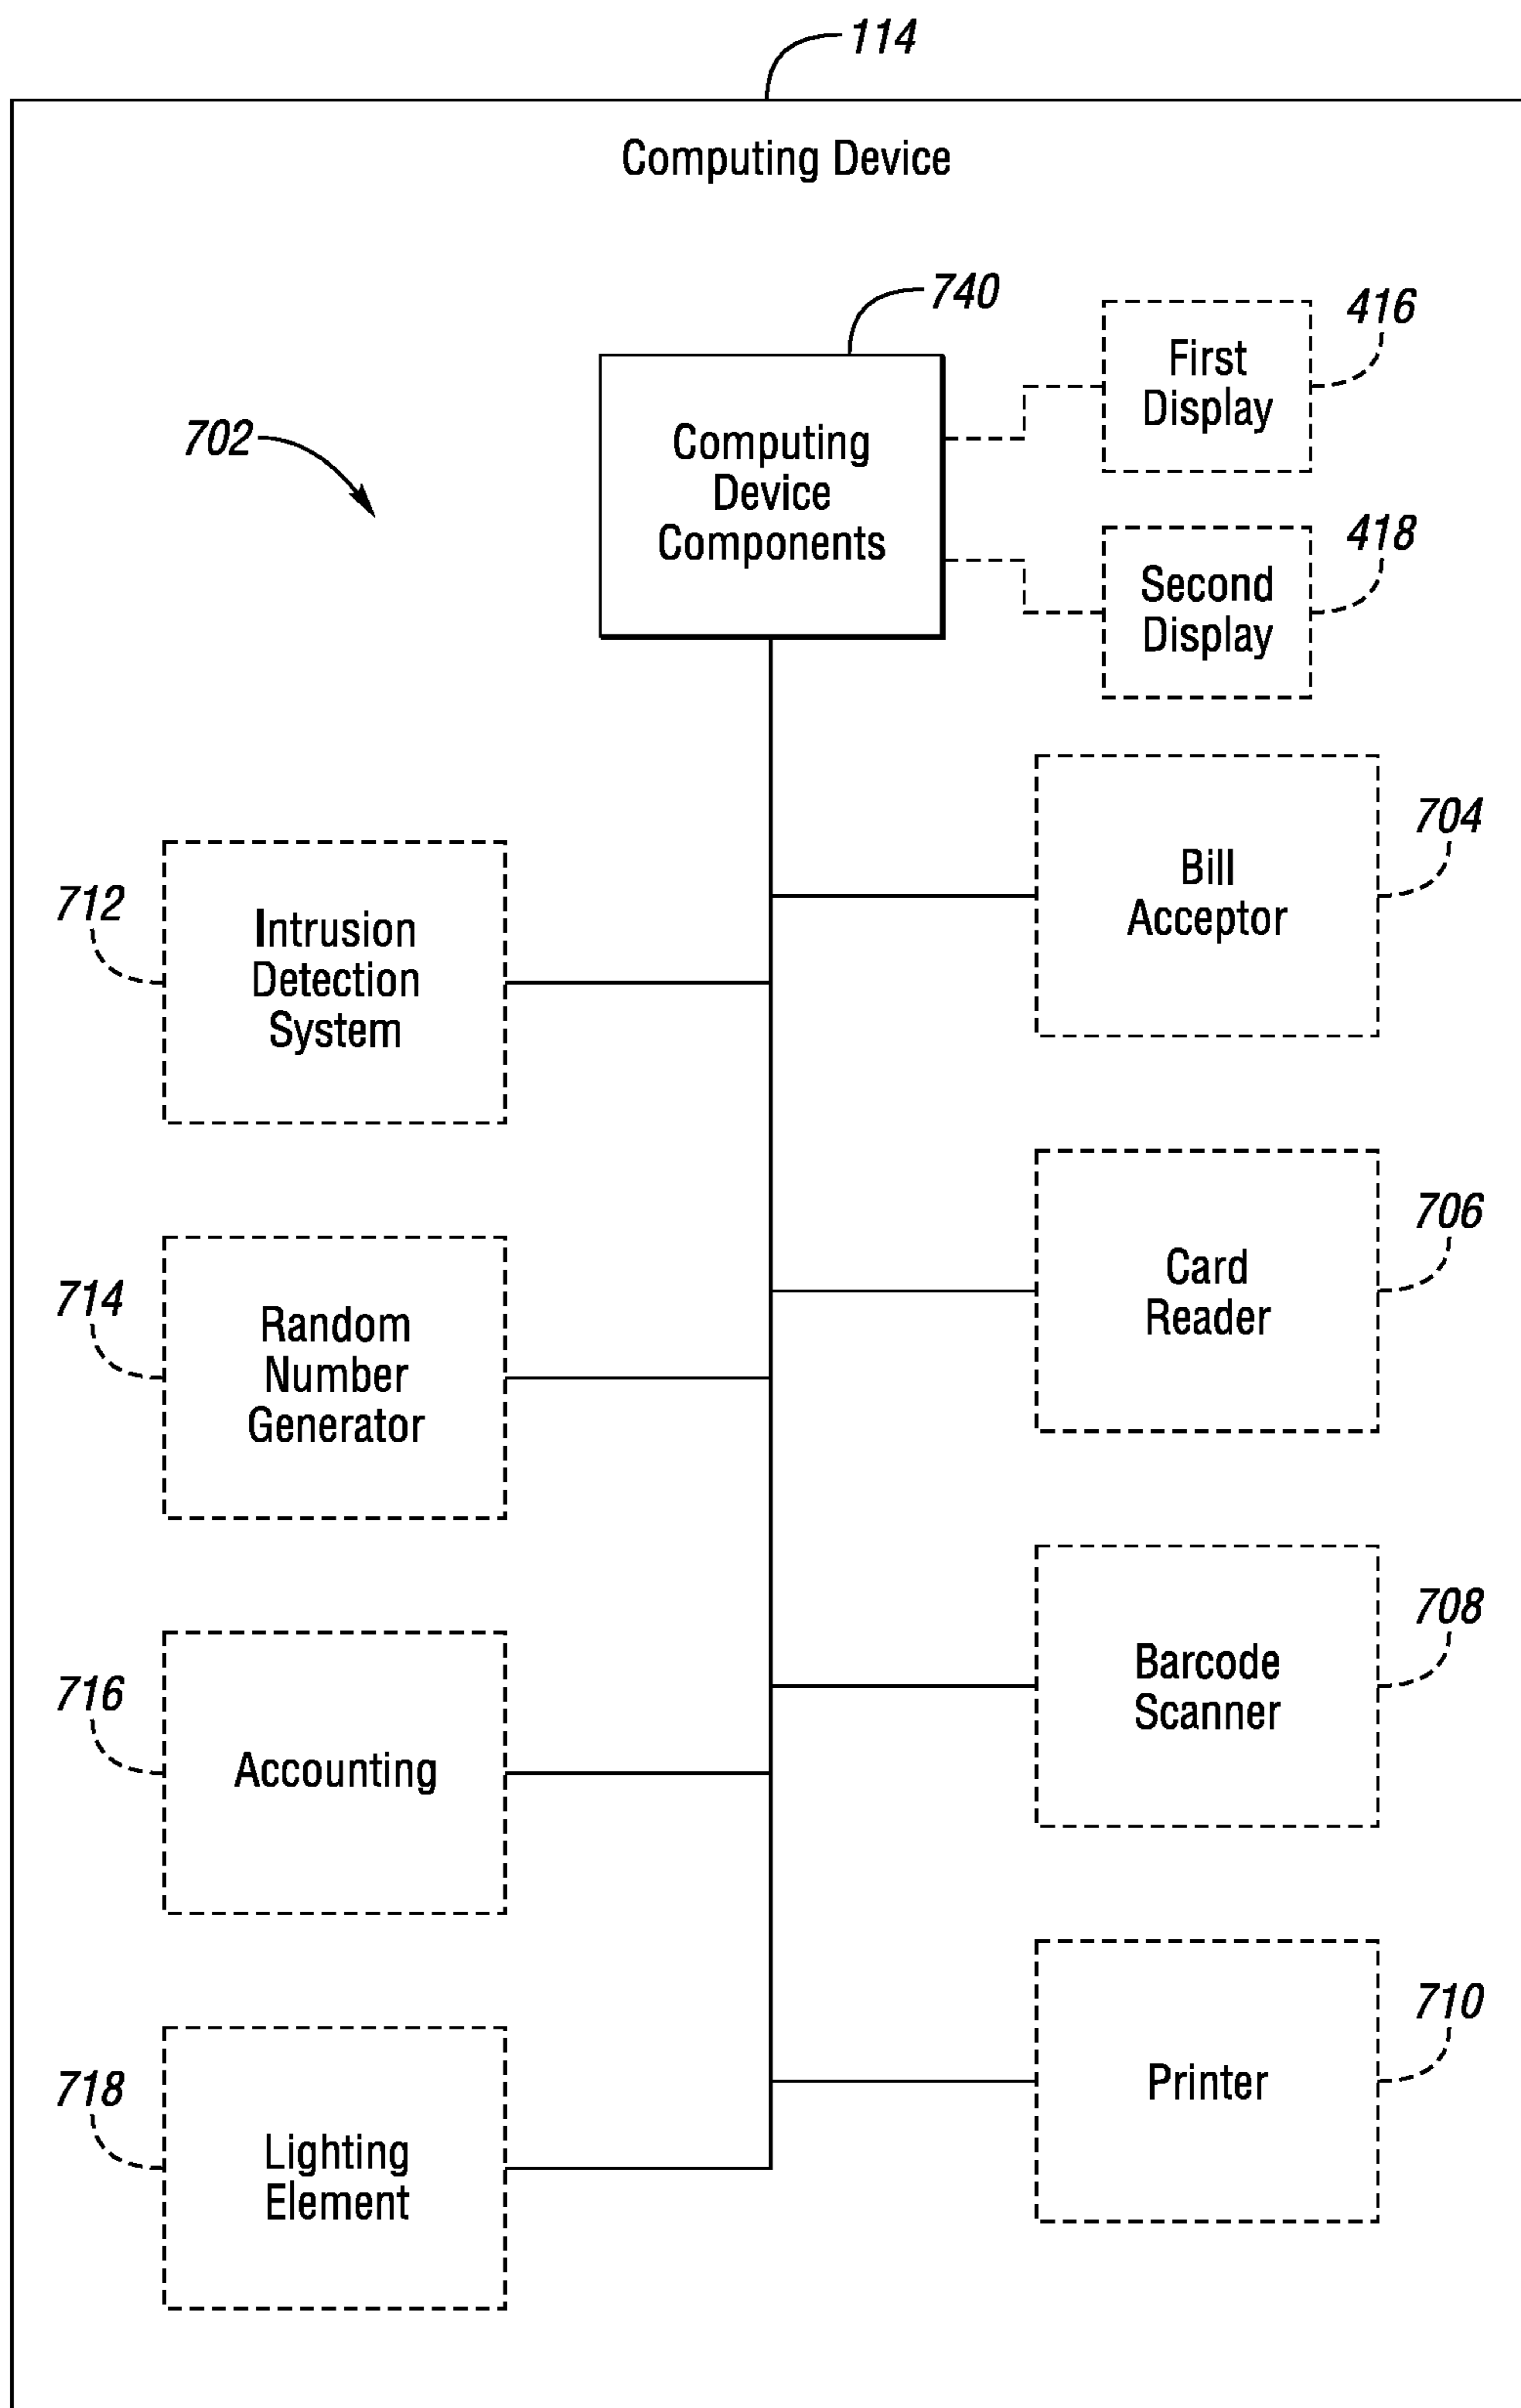 114
Computing Device
740
416
First
Display
702
Computing
Device
Components
418
Second
Display
704
Bill
Acceptor
712
Intrusion
Detection
System
706
Card
Reader
714
Random
Number
Generator
708
Barcode
Scanner
716
Accounting
710
Printer
718
Lighting
Element